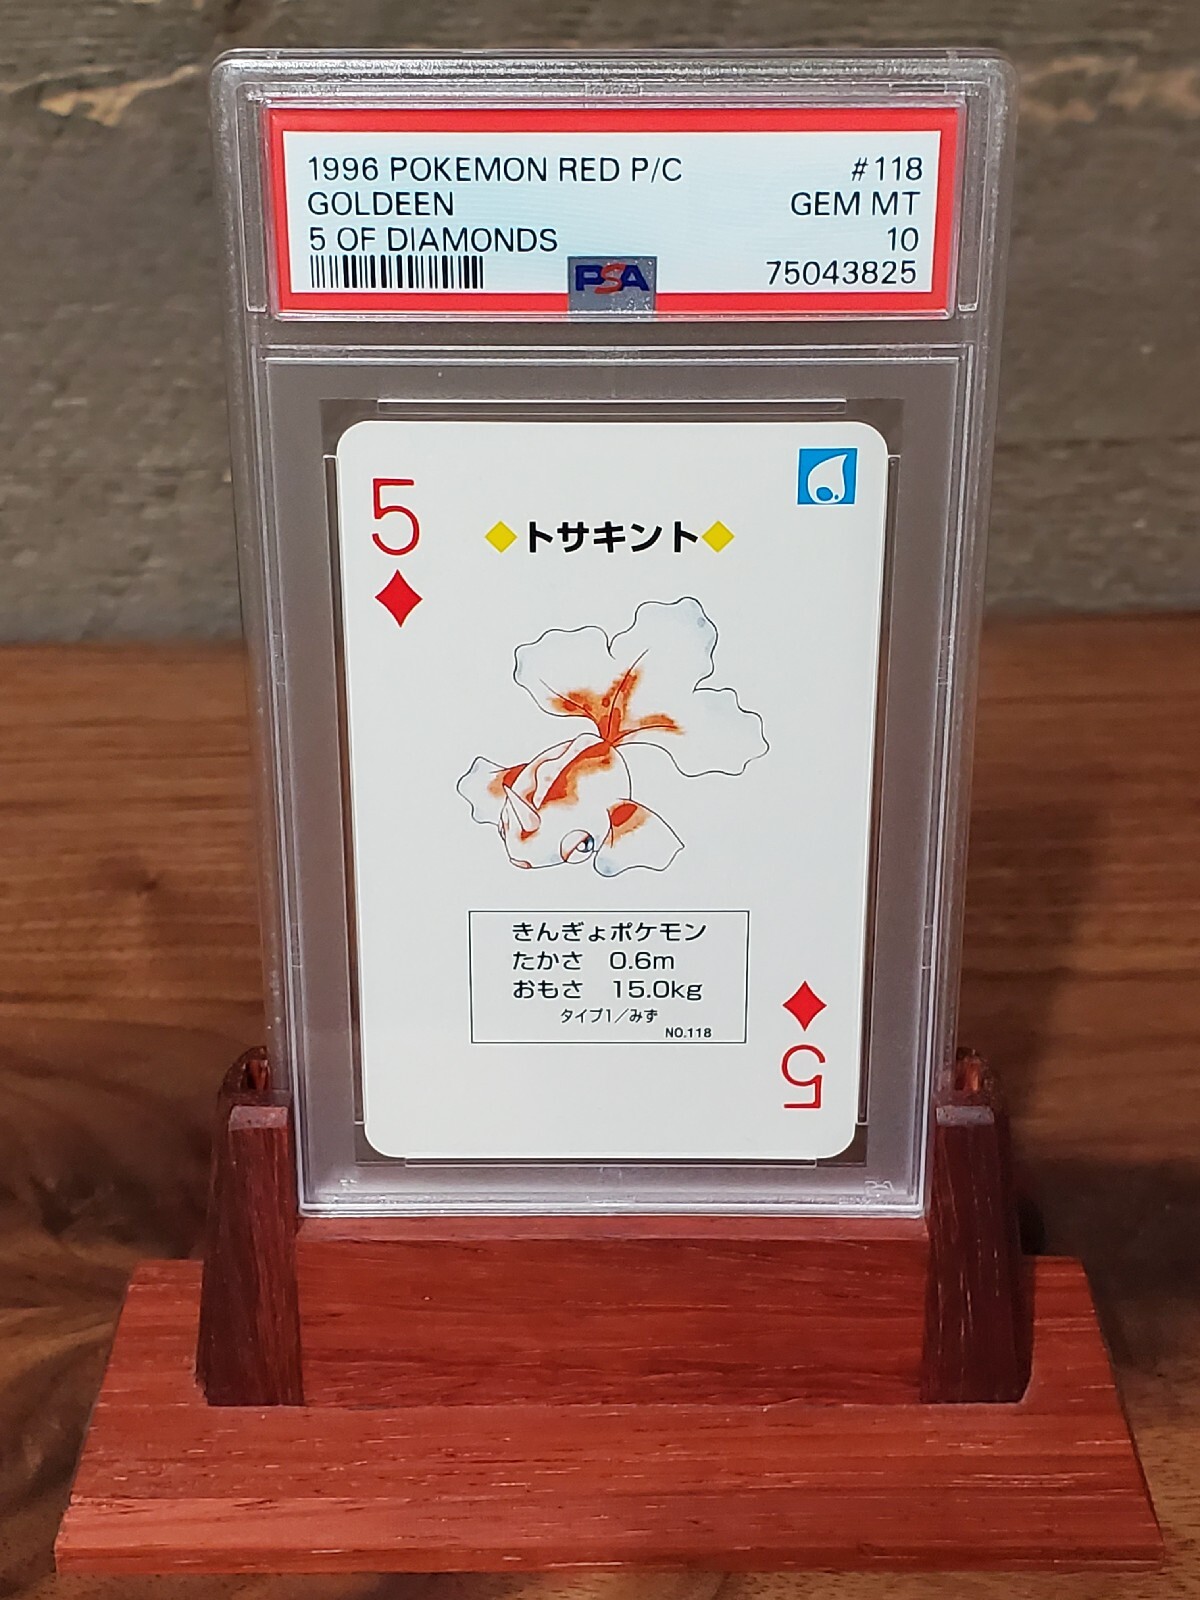 1996 POKEMON RED P/C #118
GOLDEEN GEM MT
5 OF DIAMONDS 10
PSA 75043825
5
◆トサキント◆
きんぎょポケモン
たかさ 0.6m
おもさ 15.0kg
タイプ1/みず
NO.118
5